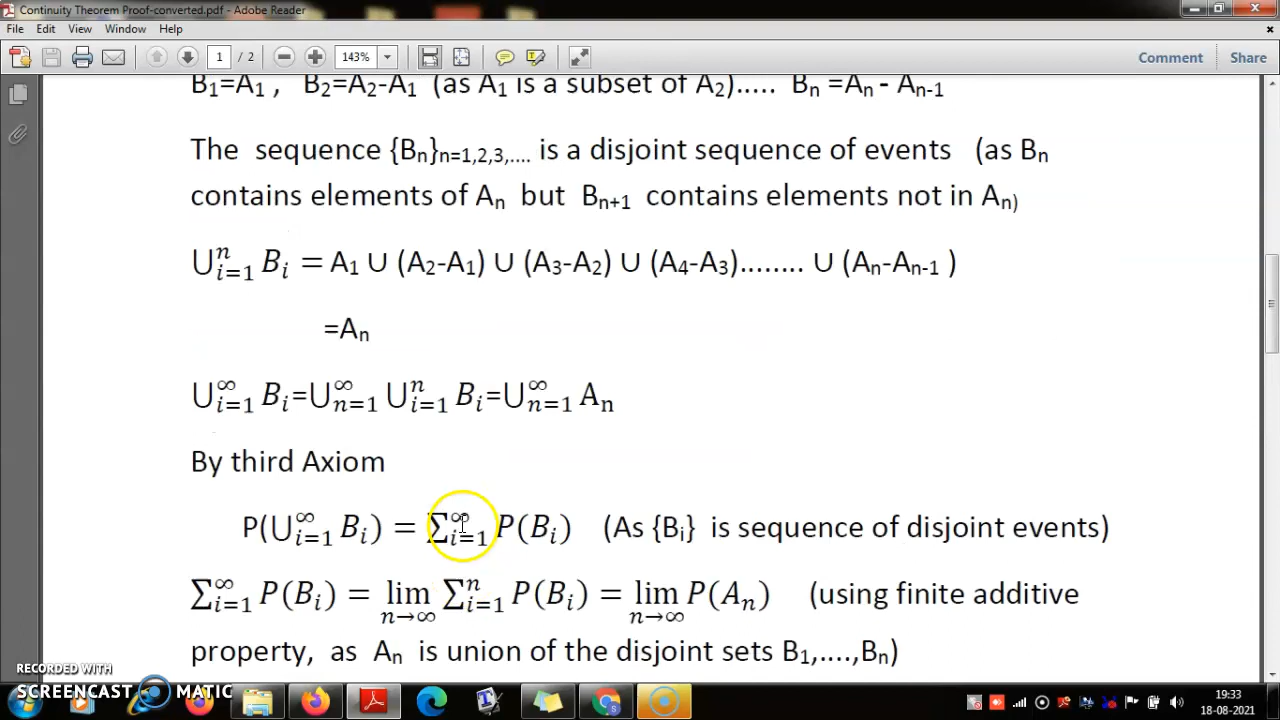 Continuity Theorem Proof-converted.pdf - Adobe Reader
File Edit View Window Help
1 / 2 143% Comment Share
B₁=A₁ , B₂=A₂-A₁ (as A₁ is a subset of A₂)..... Bₙ =Aₙ - Aₙ₋₁
The sequence {Bₙ}ₙ₌₁,₂,₃,.... is a disjoint sequence of events (as Bₙ
contains elements of Aₙ but Bₙ₊₁ contains elements not in Aₙ)
⋃ᵢ₌₁ⁿ Bᵢ = A₁ ∪ (A₂-A₁) ∪ (A₃-A₂) ∪ (A₄-A₃)........ ∪ (Aₙ-Aₙ₋₁ )
=Aₙ
⋃ᵢ₌₁^∞ Bᵢ=⋃ₙ₌₁^∞ ⋃ᵢ₌₁ⁿ Bᵢ=⋃ₙ₌₁^∞ Aₙ
By third Axiom
P(⋃ᵢ₌₁^∞ Bᵢ) = ∑ᵢ₌₁^∞ P(Bᵢ) (As {Bᵢ} is sequence of disjoint events)
∑ᵢ₌₁^∞ P(Bᵢ) = lim n→∞ ∑ᵢ₌₁ⁿ P(Bᵢ) = lim n→∞ P(Aₙ) (using finite additive
property, as Aₙ is union of the disjoint sets B₁,....,Bₙ)
RECORDED WITH
SCREENCAST MATIC
19:33
18-08-2021